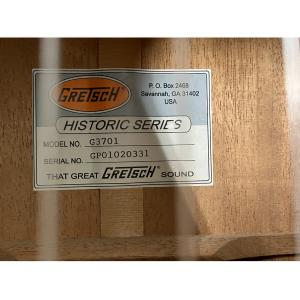 GRETSCH
P. O. Box 2468
Savannah, GA 31402
USA
HISTORIC SERIES
MODEL NO. G3701
SERIAL NO. GP01020331
THAT GREAT GRETSCH SOUND